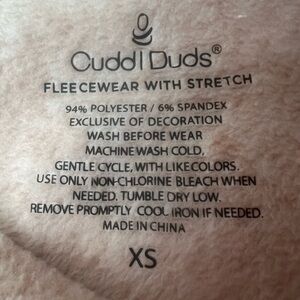 Cuddl Duds®
FLEECEWEAR WITH STRETCH
94% POLYESTER / 6% SPANDEX
EXCLUSIVE OF DECORATION
WASH BEFORE WEAR
MACHINE WASH COLD,
GENTLE CYCLE, WITH LIKE COLORS.
USE ONLY NON-CHLORINE BLEACH WHEN
NEEDED. TUMBLE DRY LOW.
REMOVE PROMPTLY COOL IRON IF NEEDED.
MADE IN CHINA
XS